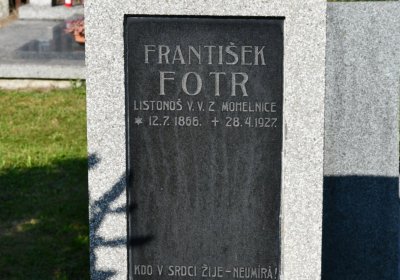 FRANTIŠEK
FOTR
LISTONOŠ V. V. Z MOHELNICE
* 12.7.1866. + 28.4.1927.
KDO V SRDCI ŽIJE-NEUMÍRÁ!